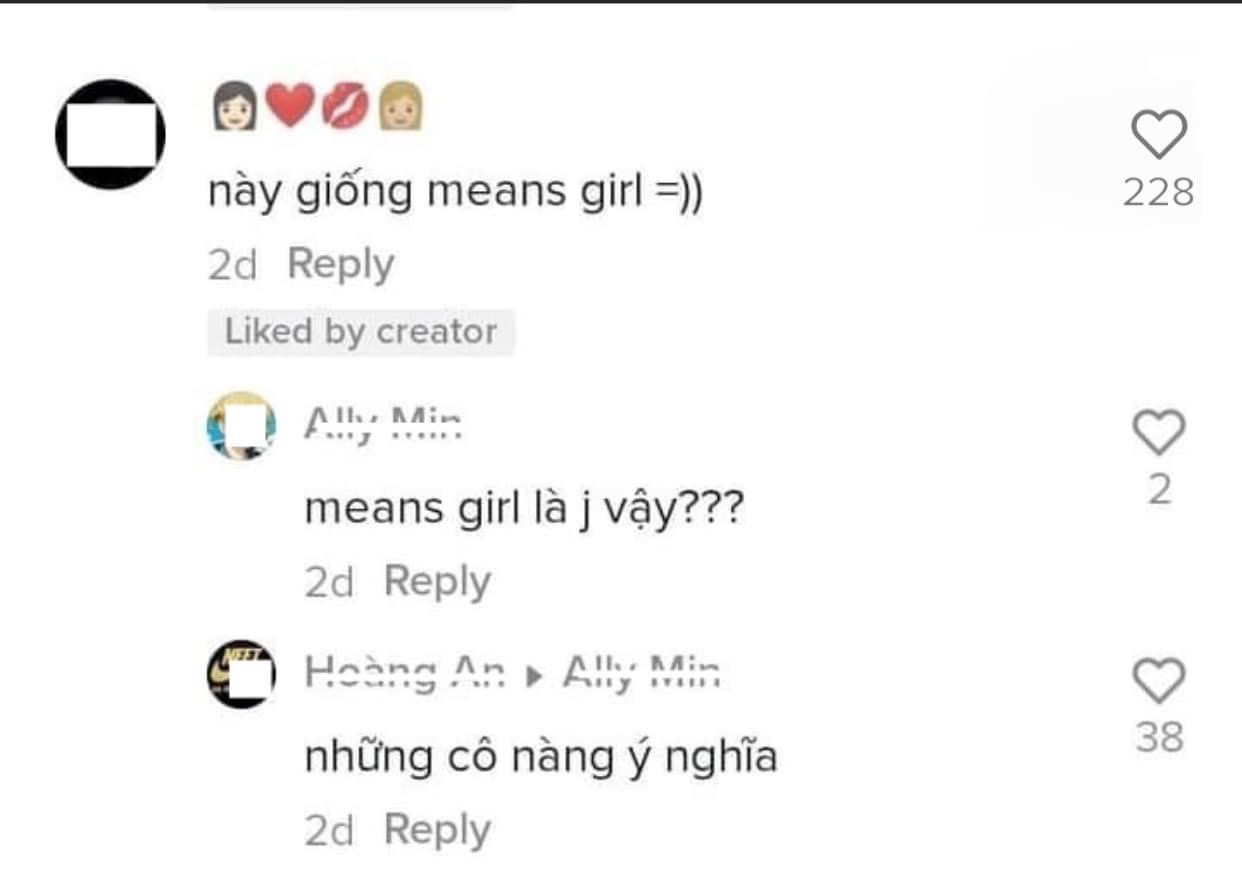 này giống means girl =))
228
2d Reply
Liked by creator
Ally Min
means girl là j vậy???
2
2d Reply
Hoàng An ▸ Ally Min
những cô nàng ý nghĩa
38
2d Reply